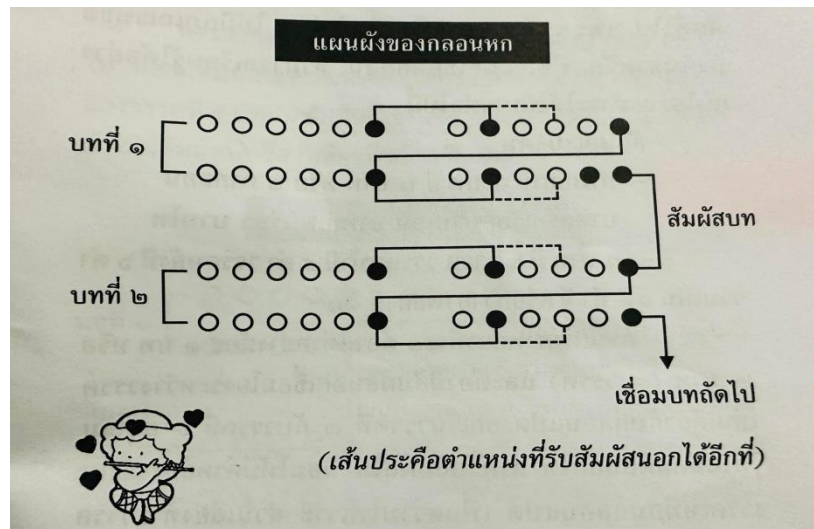 แผนผังของกลอนหก
บทที่ ๑
สัมผัสบท
บทที่ ๒
เชื่อมบทถัดไป
(เส้นประคือตำแหน่งที่รับสัมผัสนอกได้อีกที่)